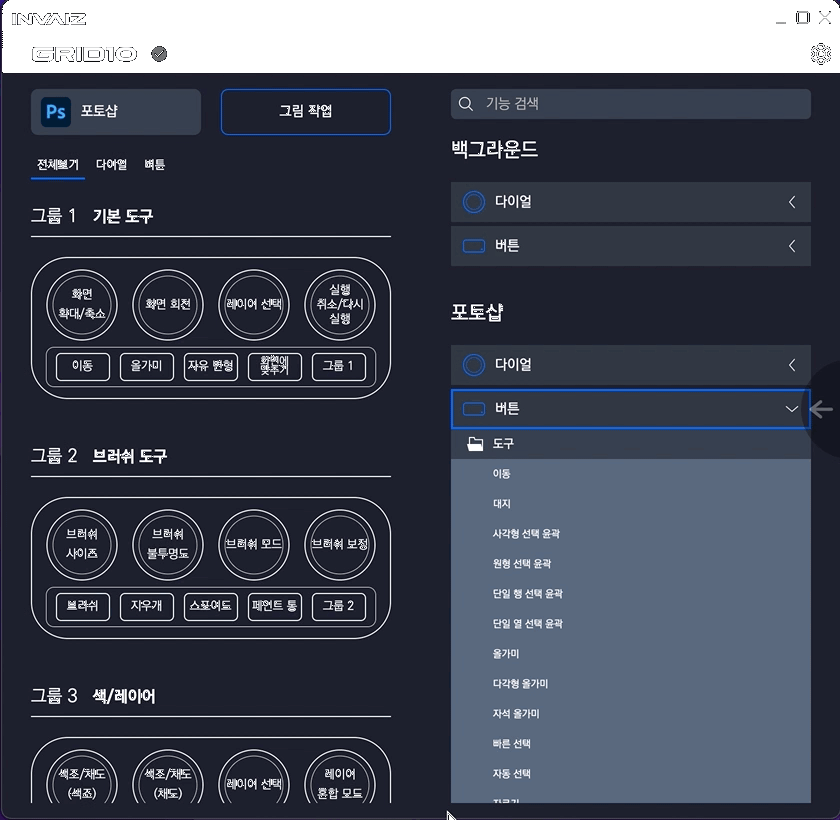 INVAIZ
GRID10
Ps 포토샵
그림 작업
전체보기 다이얼 버튼
그룹 1 기본 도구
화면
확대/축소
화면 회전
레이어 선택
실행
취소/다시
실행
이동
올가미
자유 변형
화면에
맞추기
그룹 1
그룹 2 브러쉬 도구
브러쉬
사이즈
브러쉬
불투명도
브러쉬 모드
브러쉬 보정
브러쉬
지우개
스포이드
페인트 통
그룹 2
그룹 3 색/레이어
색조/채도
(색조)
색조/채도
(채도)
레이어 선택
레이어
혼합 모드
기능 검색
백그라운드
다이얼
버튼
포토샵
다이얼
버튼
도구
이동
대지
사각형 선택 윤곽
원형 선택 윤곽
단일 행 선택 윤곽
단일 열 선택 윤곽
올가미
다각형 올가미
자석 올가미
빠른 선택
자동 선택